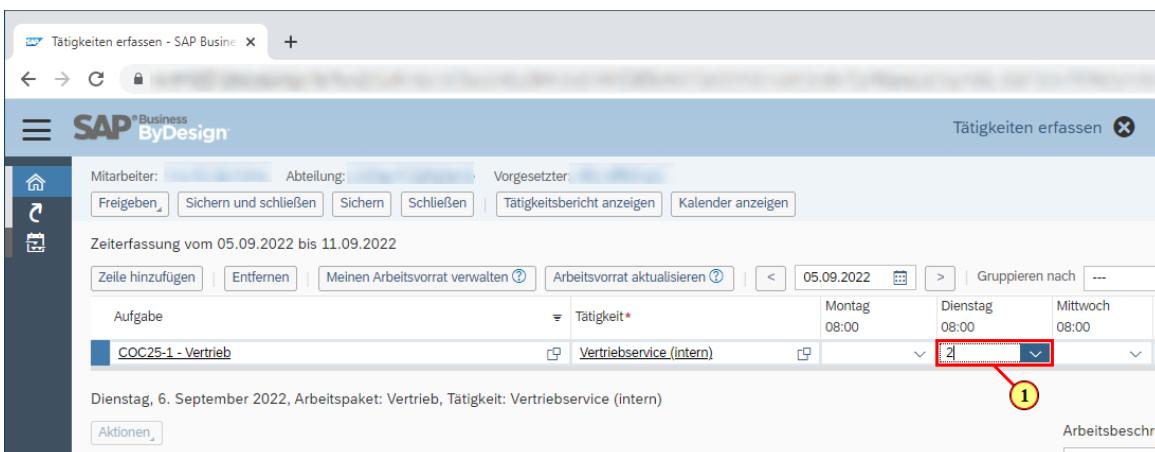 Tätigkeiten erfassen - SAP Busine
SAP Business ByDesign
Tätigkeiten erfassen
Mitarbeiter: Abteilung: Vorgesetzter:
Freigeben Sichern und schließen Sichern Schließen Tätigkeitsbericht anzeigen Kalender anzeigen
Zeiterfassung vom 05.09.2022 bis 11.09.2022
Zeile hinzufügen Entfernen Meinen Arbeitsvorrat verwalten ? Arbeitsvorrat aktualisieren ? < 05.09.2022 > Gruppieren nach ---
Aufgabe Tätigkeit* Montag Dienstag Mittwoch
08:00 08:00 08:00
COC25-1 - Vertrieb Vertriebservice (intern) 2
1
Dienstag, 6. September 2022, Arbeitspaket: Vertrieb, Tätigkeit: Vertriebservice (intern)
Aktionen Arbeitsbeschr